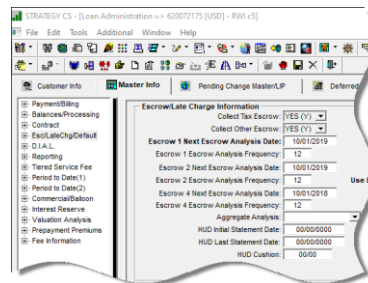 STRATEGY CS - [Loan Administration => 620072175 [USD] - RWI c5]
File Edit Tools Additional Window Help
Customer Info Master Info Pending Change Master/LIP Deferred
Payment/Billing
Balances/Processing
Contract
Esc/LateChg/Default
D.I.A.L.
Reporting
Tiered Service Fee
Period to Date(1)
Period to Date(2)
Commercial/Balloon
Interest Reserve
Valuation Analysis
Prepayment Premiums
Fee Information
Escrow/Late Charge Information
Collect Tax Escrow: YES (Y)
Collect Other Escrow: YES (Y)
Escrow 1 Next Escrow Analysis Date: 10/01/2019
Escrow 1 Escrow Analysis Frequency: 12
Escrow 2 Next Escrow Analysis Date: 10/01/2019
Escrow 2 Escrow Analysis Frequency: 12 Use
Escrow 4 Next Escrow Analysis Date: 10/01/2018
Escrow 4 Escrow Analysis Frequency: 12
Aggregate Analysis:
HUD Initial Statement Date: 00/00/0000
HUD Last Statement Date: 00/00/0000
HUD Cushion: 00/00